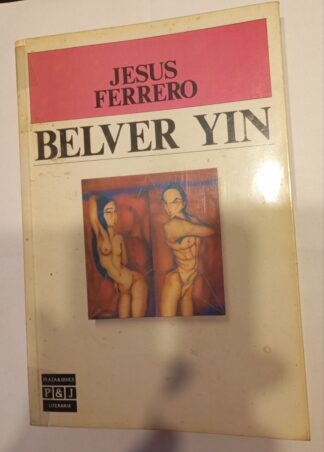 JESUS
FERRERO
BELVER YIN
PLAZA & JANES
P&J
LITERARIA